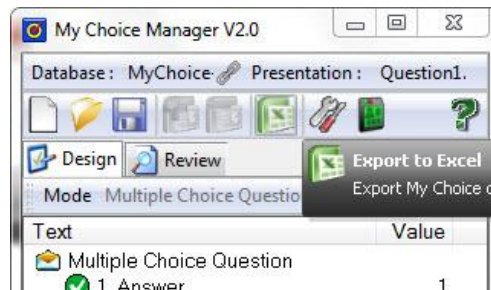 My Choice Manager V2.0
Database : MyChoice Presentation : Question1.
Design Review
Export to Excel
Export My Choice
Mode Multiple Choice
Text Value
Multiple Choice Question
1 Answer 1